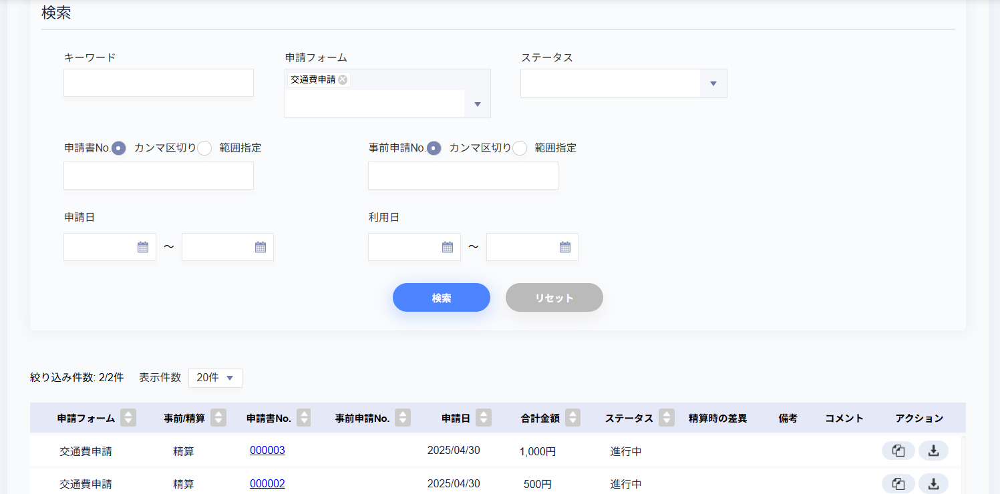 検索
キーワード 申請フォーム ステータス
交通費申請
申請書No. カンマ区切り 範囲指定 事前申請No. カンマ区切り 範囲指定
申請日 利用日
～ ～
検索 リセット
絞り込み件数: 2/2件 表示件数 20件
申請フォーム 事前/精算 申請書No. 事前申請No. 申請日 合計金額 ステータス 精算時の差異 備考 コメント アクション
交通費申請 精算 000003 2025/04/30 1,000円 進行中
交通費申請 精算 000002 2025/04/30 500円 進行中